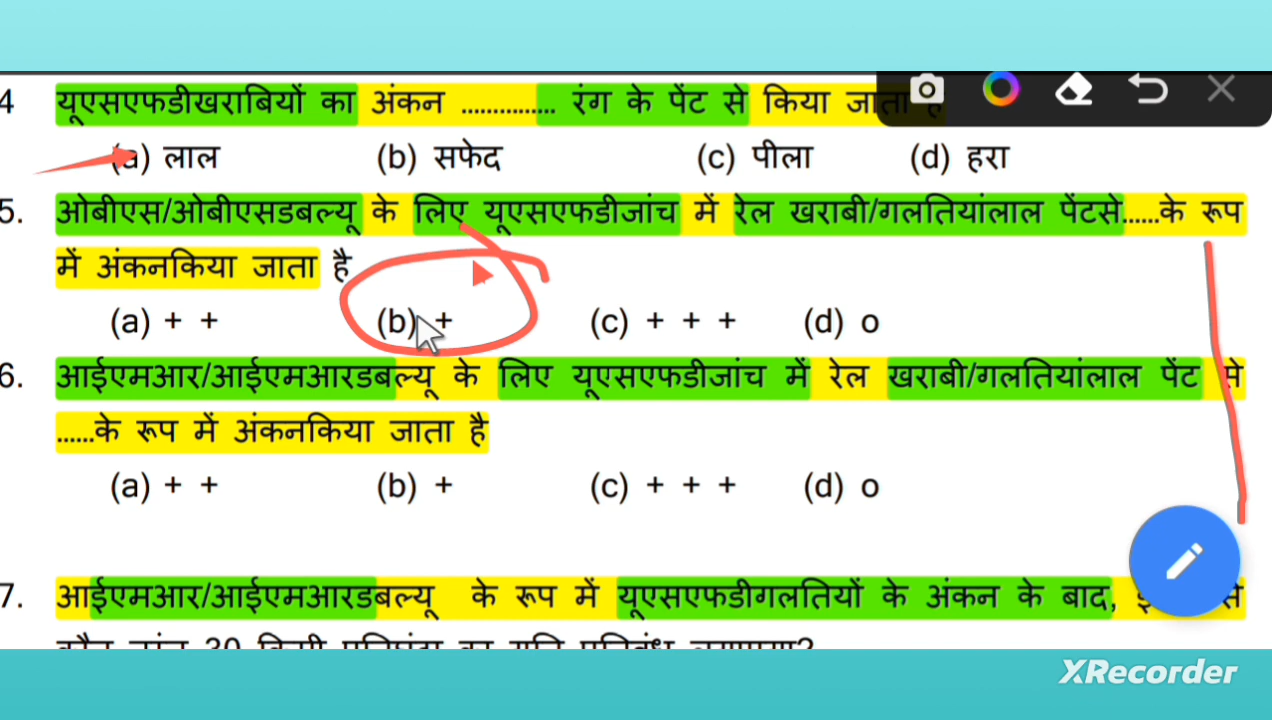 4 यूएसएफडीखराबियों का अंकन ............... रंग के पेंट से किया जाता है
(a) लाल (b) सफेद (c) पीला (d) हरा
5. ओबीएस/ओबीएसडबल्यू के लिए यूएसएफडीजांच में रेल खराबी/गलतियांलाल पेंटसे......के रूप
में अंकनकिया जाता है
(a) + + (b) + (c) + + + (d) o
6. आईएमआर/आईएमआरडबल्यू के लिए यूएसएफडीजांच में रेल खराबी/गलतियांलाल पेंट से
......के रूप में अंकनकिया जाता है
(a) + + (b) + (c) + + + (d) o
7. आईएमआर/आईएमआरडबल्यू के रूप में यूएसएफडीगलतियों के अंकन के बाद,
XRecorder